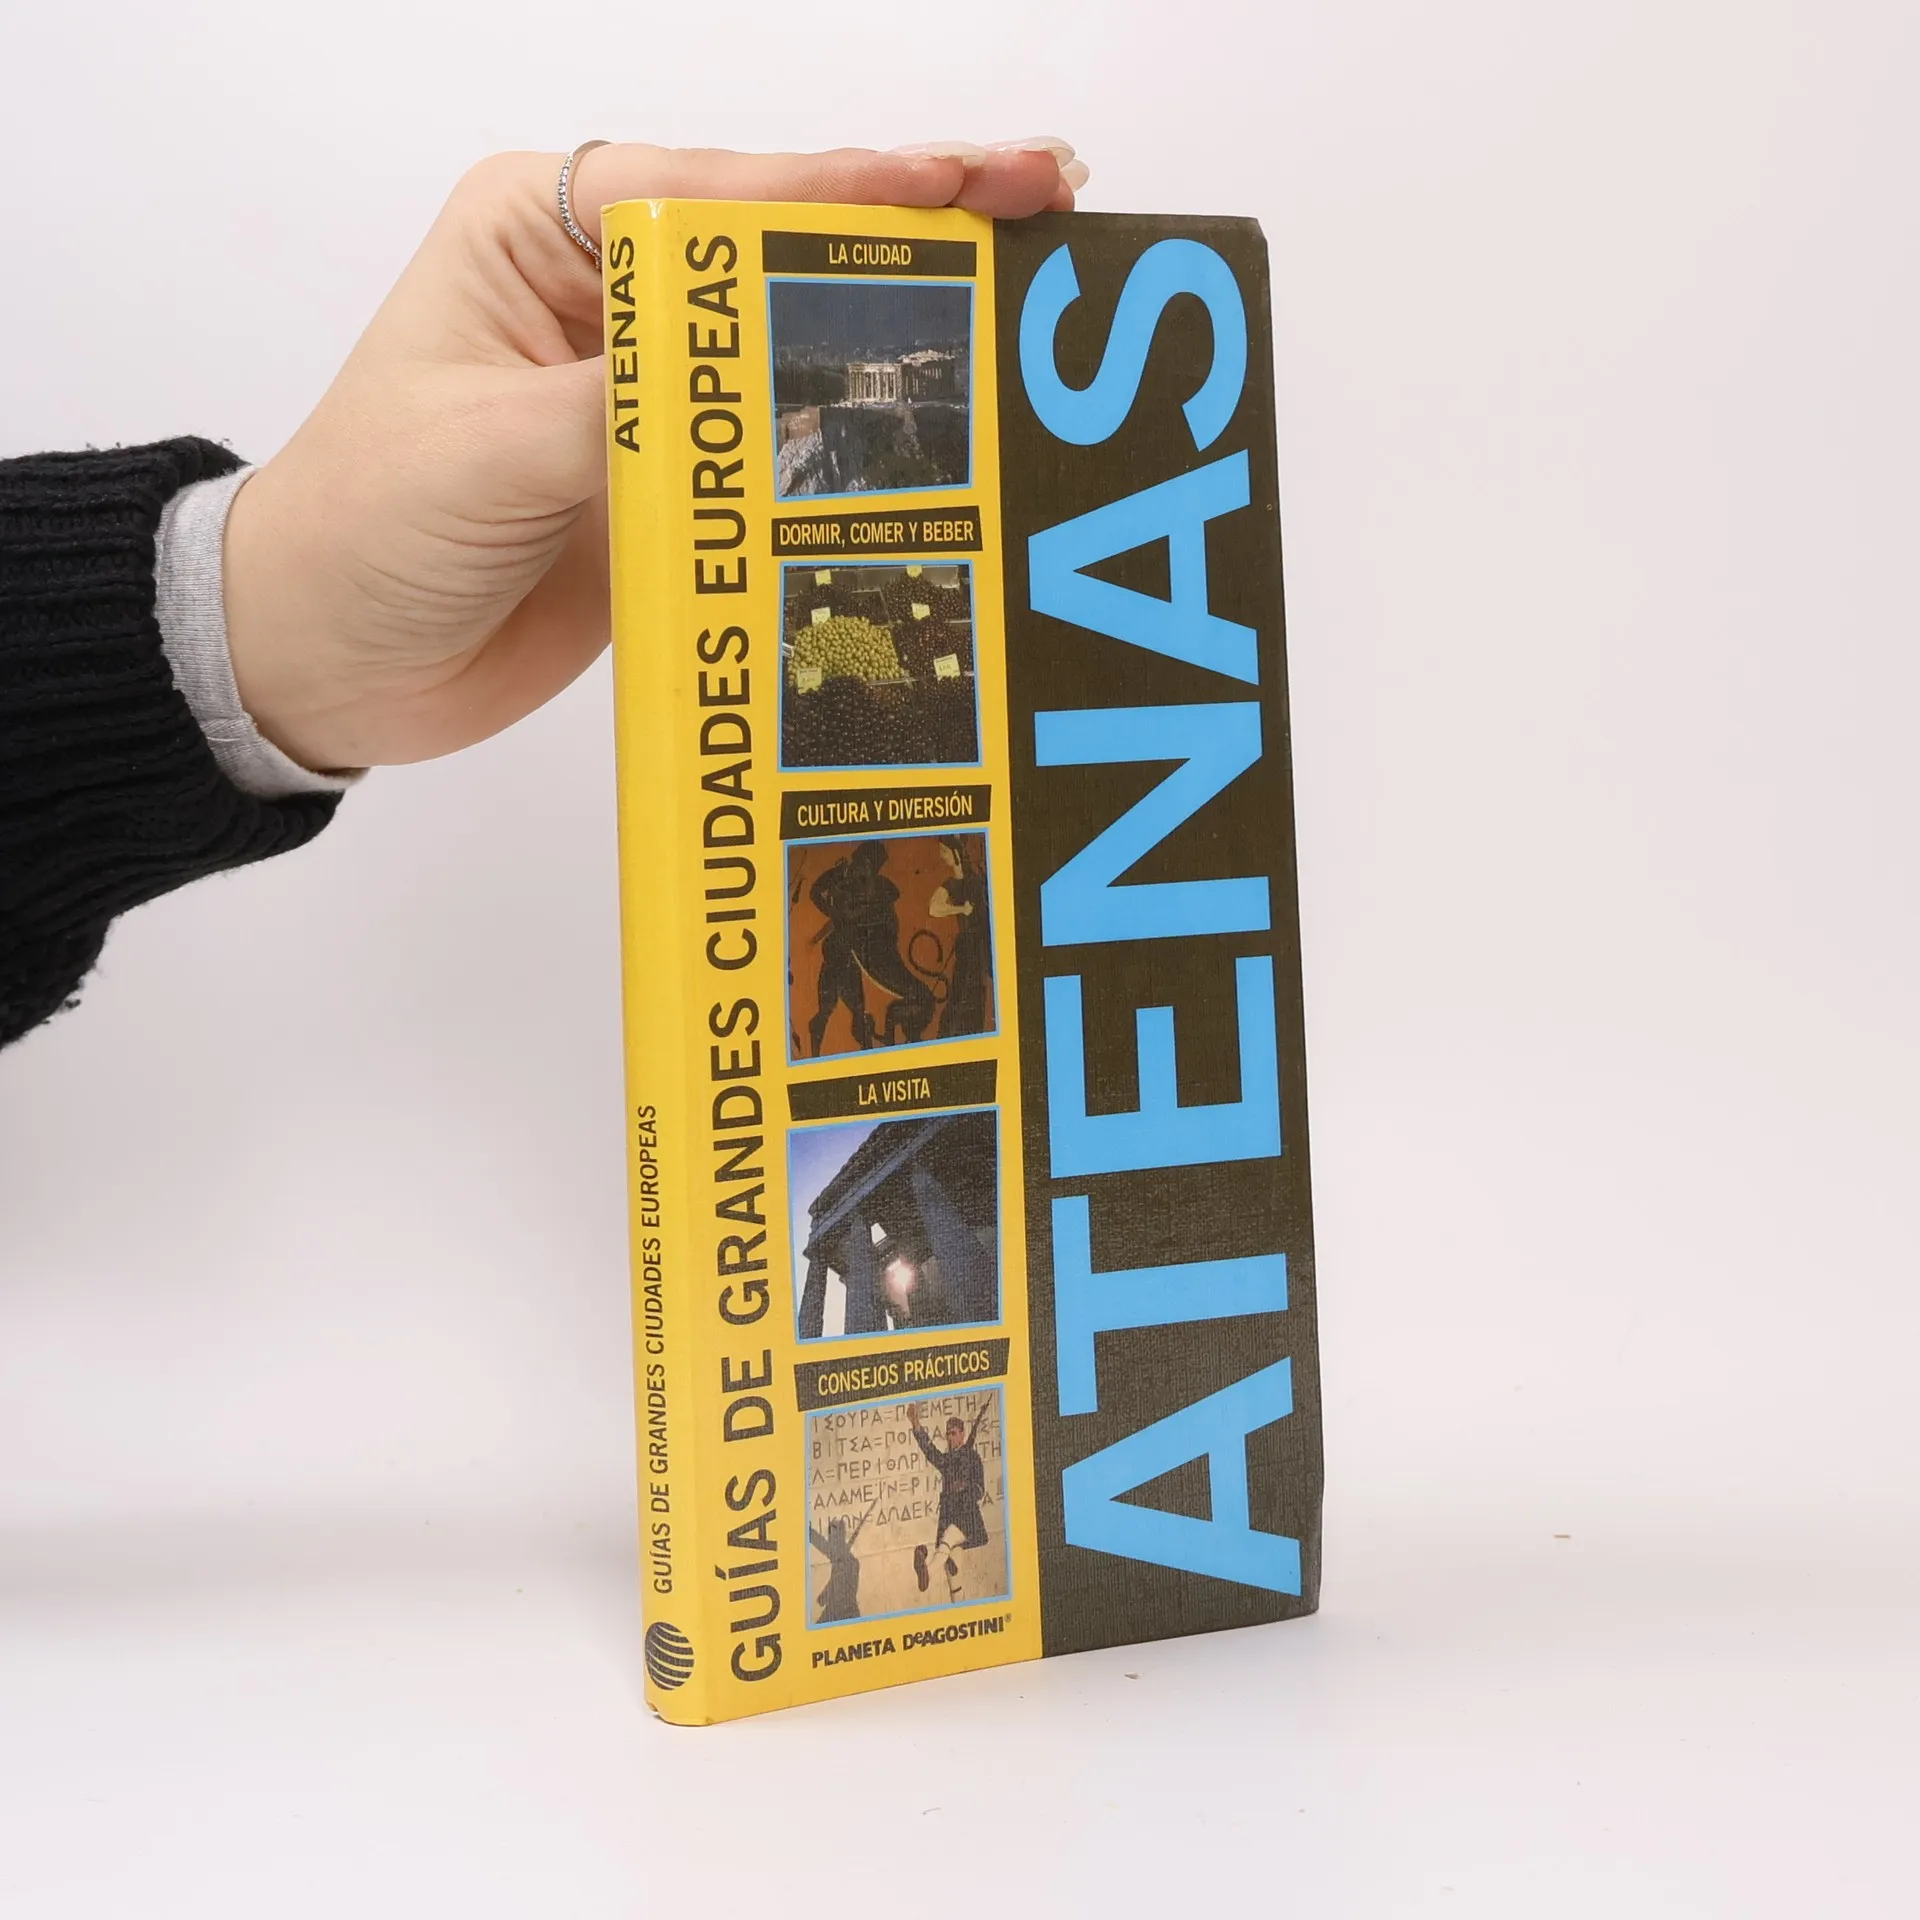 ATENAS
GUÍAS DE GRANDES CIUDADES EUROPEAS
GUÍAS DE GRANDES CIUDADES EUROPEAS
LA CIUDAD
DORMIR, COMER Y BEBER
CULTURA Y DIVERSIÓN
LA VISITA
CONSEJOS PRÁCTICOS
PLANETA DeAGOSTINI®
ATENAS